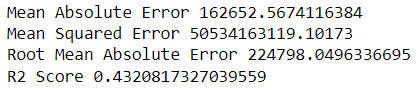 Mean Absolute Error 162652.5674116384
Mean Squared Error 50534163119.10173
Root Mean Absolute Error 224798.0496336695
R2 Score 0.4320817327039559